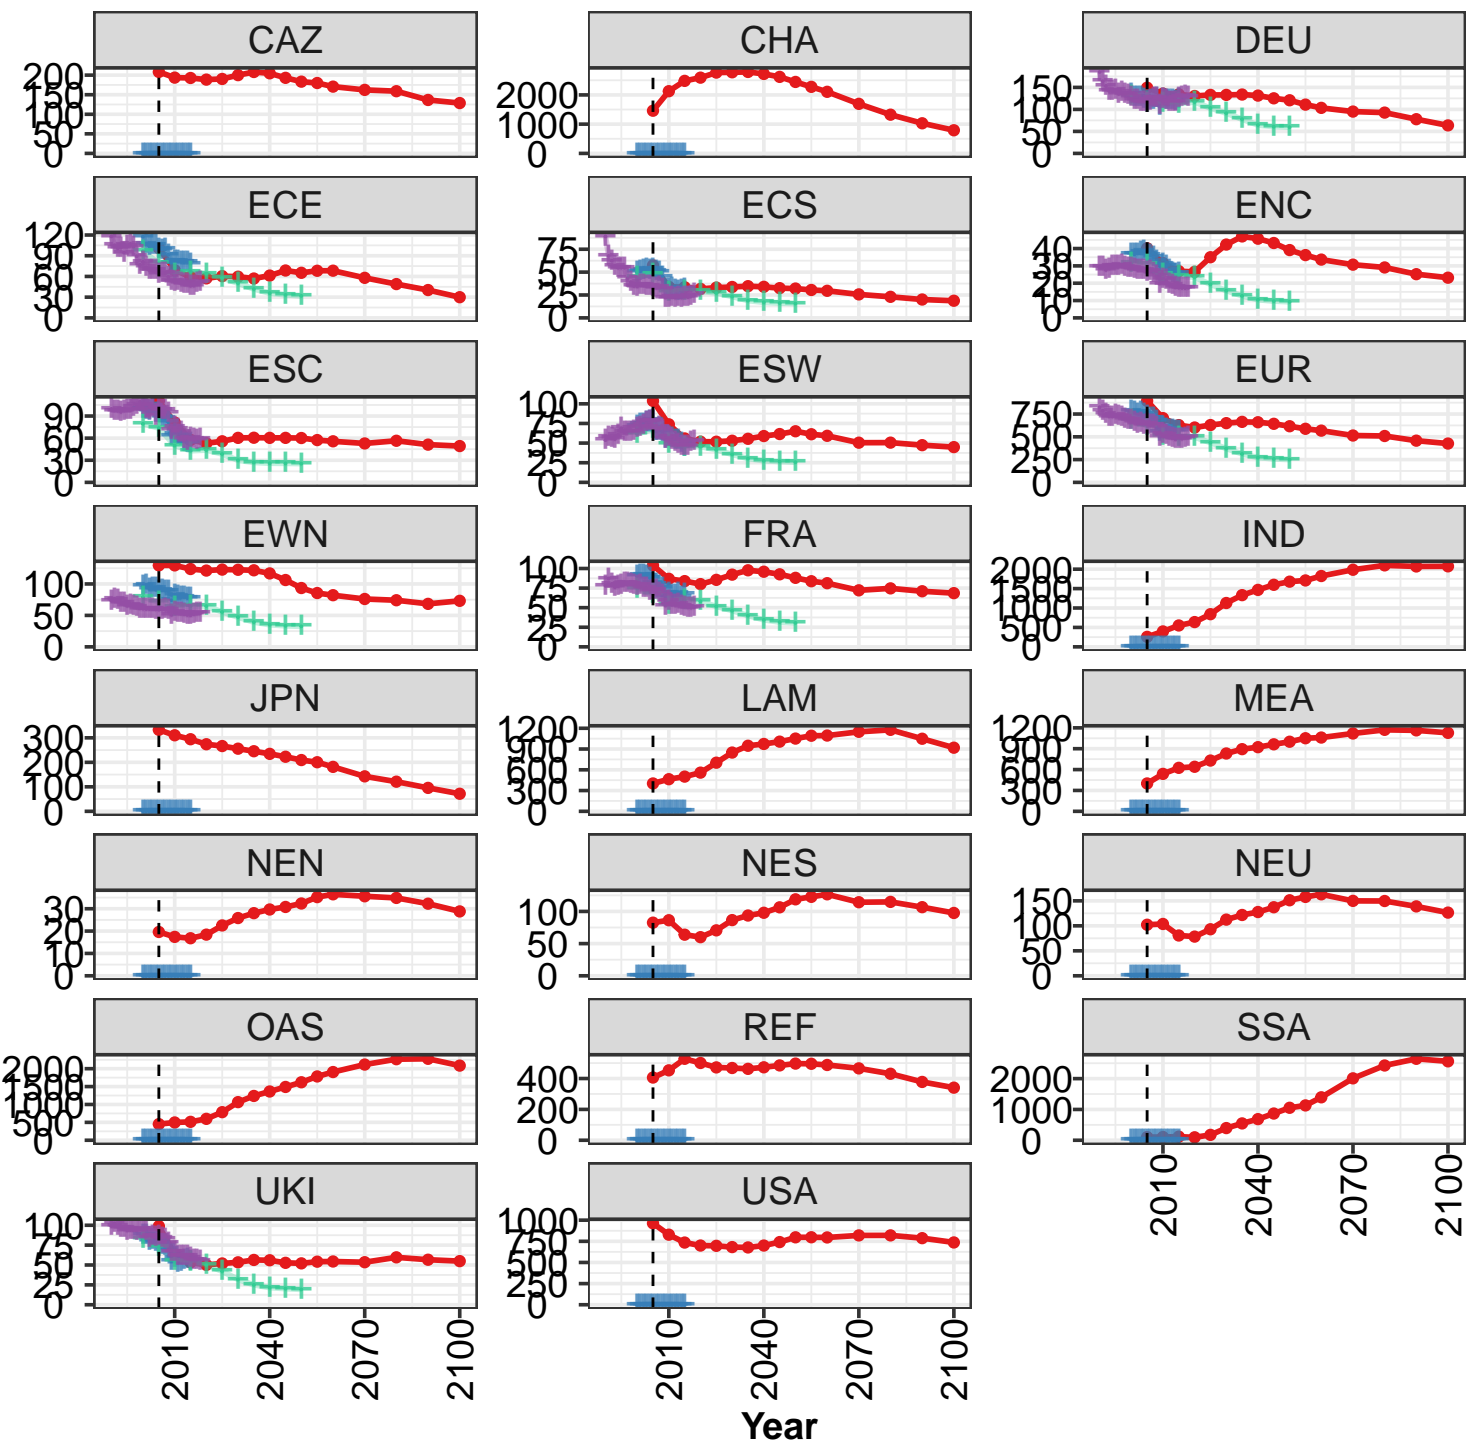 CAZ CHA DEU
200 150 100 50 0
2000 1000 0
150 100 50 0
ECE ECS ENC
120 90 60 30 0
75 50 25 0
40 30 20 10 0
ESC ESW EUR
90 60 30 0
100 75 50 25 0
750 500 250 0
EWN FRA IND
100 50 0
100 75 50 25 0
2000 1500 1000 500 0
JPN LAM MEA
300 200 100 0
1200 900 600 300 0
1200 900 600 300 0
NEN NES NEU
30 20 10 0
100 50 0
150 100 50 0
OAS REF SSA
2000 1500 1000 500 0
400 200 0
2000 1000 0
2010 2040 2070 2100
UKI USA
100 75 50 25 0
1000 750 500 250 0
2010 2040 2070 2100
2010 2040 2070 2100
Year